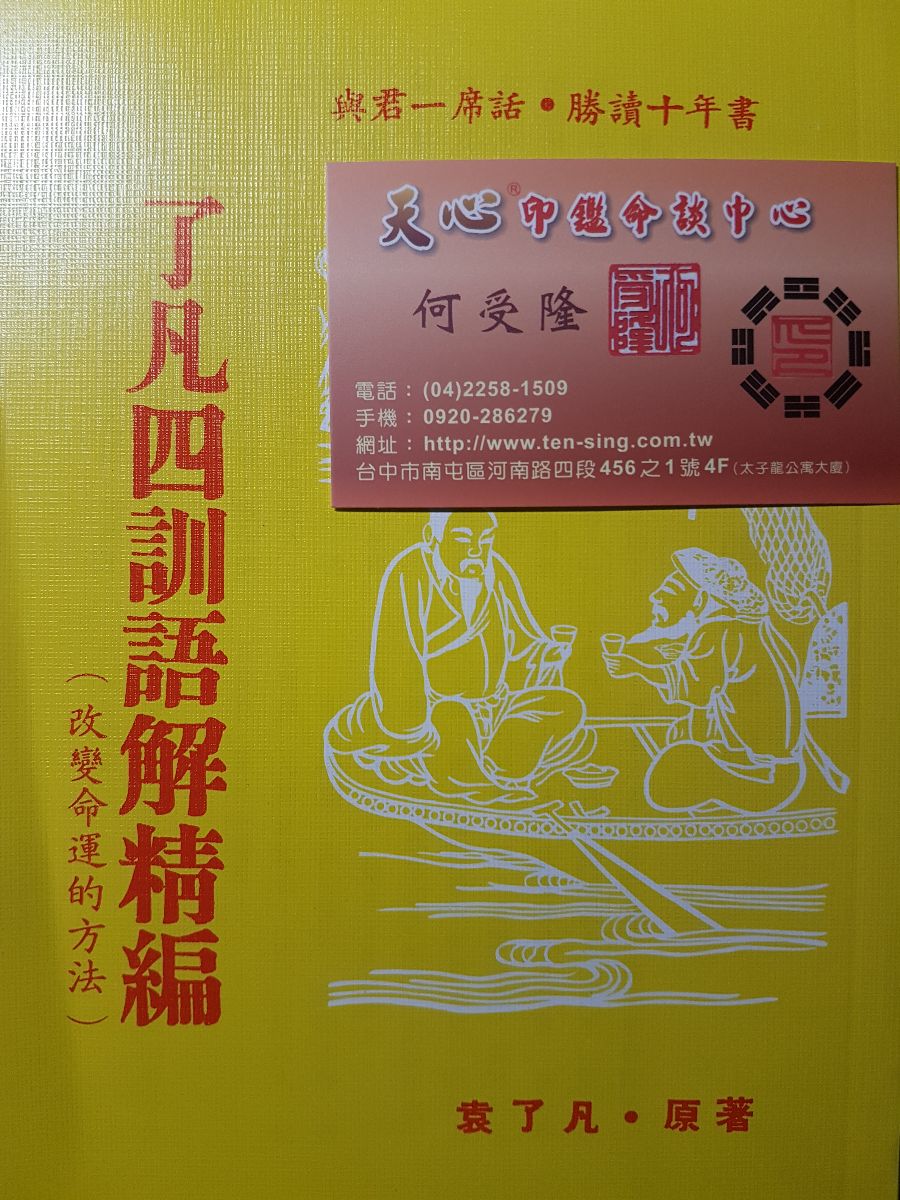 與君一席話•勝讀十年書
了凡四訓語解精編
（改變命運的方法）
天心®印鑑命談中心
何受隆
何受隆
印
電話：(04)2258-1509
手機：0920-286279
網址：http://www.ten-sing.com.tw
台中市南屯區河南路四段456之1號4F(太子龍公寓大廈)
袁了凡•原著